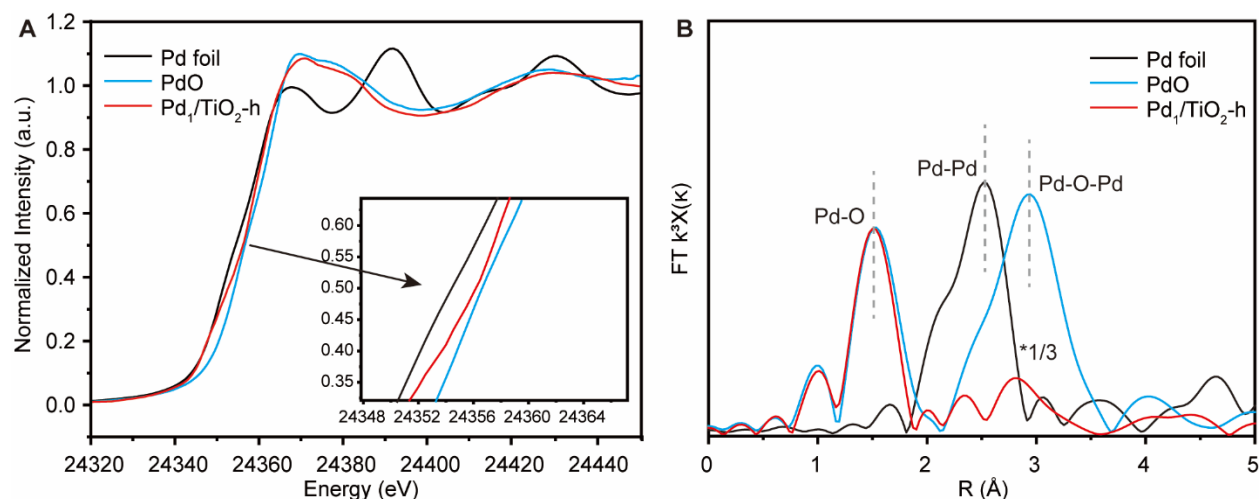 A
Pd foil
PdO
Pd₁/TiO₂-h
Normalized Intensity (a.u.)
1.2
1.0
0.8
0.6
0.4
0.2
0.0
0.60
0.55
0.50
0.45
0.40
0.35
24348 24352 24356 24360 24364
24320 24340 24360 24380 24400 24420 24440
Energy (eV)
B
Pd foil
PdO
Pd₁/TiO₂-h
Pd-O
Pd-Pd
Pd-O-Pd
*1/3
FT k³X(κ)
0 1 2 3 4 5
R (Å)